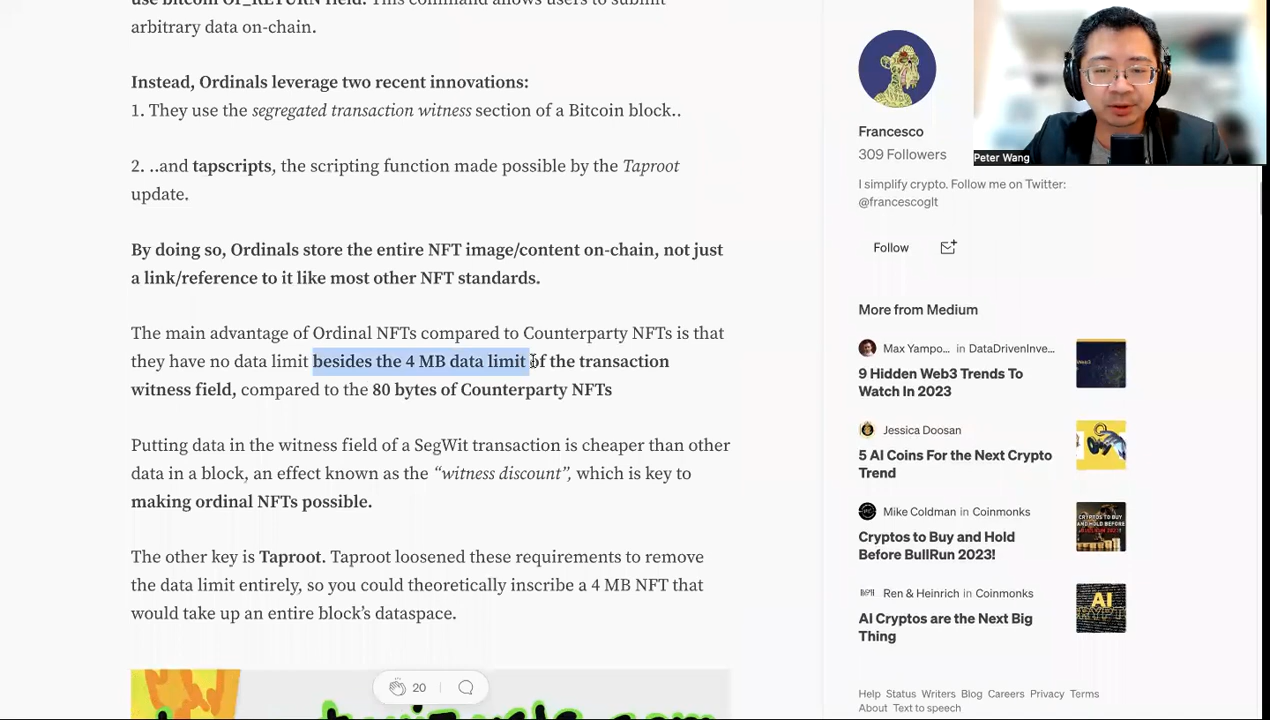 use bitcoin OP_RETURN field. This command allows users to submit
arbitrary data on-chain.
Instead, Ordinals leverage two recent innovations:
1. They use the segregated transaction witness section of a Bitcoin block..
2. ..and tapscripts, the scripting function made possible by the Taproot
update.
By doing so, Ordinals store the entire NFT image/content on-chain, not just
a link/reference to it like most other NFT standards.
The main advantage of Ordinal NFTs compared to Counterparty NFTs is that
they have no data limit besides the 4 MB data limit of the transaction
witness field, compared to the 80 bytes of Counterparty NFTs
Putting data in the witness field of a SegWit transaction is cheaper than other
data in a block, an effect known as the “witness discount”, which is key to
making ordinal NFTs possible.
The other key is Taproot. Taproot loosened these requirements to remove
the data limit entirely, so you could theoretically inscribe a 4 MB NFT that
would take up an entire block’s dataspace.
20
Peter Wang
Francesco
309 Followers
I simplify crypto. Follow me on Twitter:
@francescoglt
Follow
More from Medium
Max Yampo... in DataDrivenInve...
9 Hidden Web3 Trends To
Watch In 2023
Jessica Doosan
5 AI Coins For the Next Crypto
Trend
Mike Coldman in Coinmonks
Cryptos to Buy and Hold
Before BullRun 2023!
Ren & Heinrich in Coinmonks
AI Cryptos are the Next Big
Thing
AI
Help Status Writers Blog Careers Privacy Terms
About Text to speech